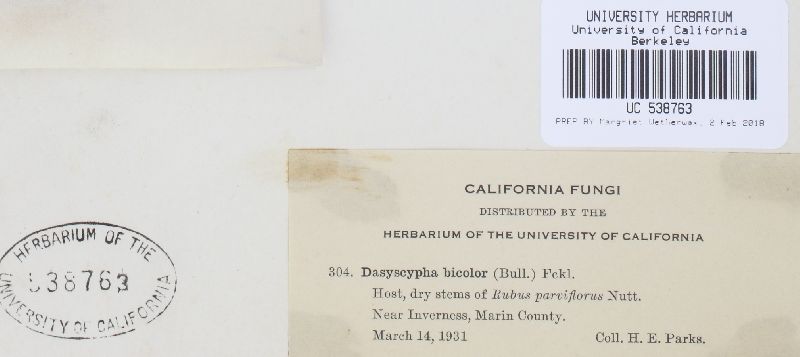 UNIVERSITY HERBARIUM
University of California
Berkeley
UC 538763
PREP BY Margriet Wetherwax, 2 Feb 2018
CALIFORNIA FUNGI
DISTRIBUTED BY THE
HERBARIUM OF THE UNIVERSITY OF CALIFORNIA
304. Dasyscypha bicolor (Bull.) Fckl.
Host, dry stems of Rubus parviflorus Nutt.
Near Inverness, Marin County.
March 14, 1931 Coll. H. E. Parks.
HERBARIUM OF THE
538763
UNIVERSITY OF CALIFORNIA